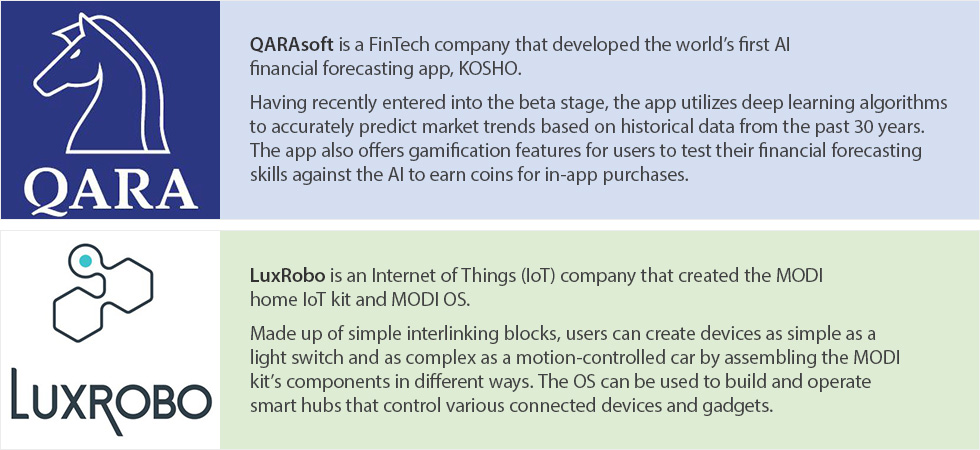 QARA
QARAsoft is a FinTech company that developed the world’s first AI
financial forecasting app, KOSHO.
Having recently entered into the beta stage, the app utilizes deep learning algorithms
to accurately predict market trends based on historical data from the past 30 years.
The app also offers gamification features for users to test their financial forecasting
skills against the AI to earn coins for in-app purchases.
LUXROBO
LuxRobo is an Internet of Things (IoT) company that created the MODI
home IoT kit and MODI OS.
Made up of simple interlinking blocks, users can create devices as simple as a
light switch and as complex as a motion-controlled car by assembling the MODI
kit’s components in different ways. The OS can be used to build and operate
smart hubs that control various connected devices and gadgets.